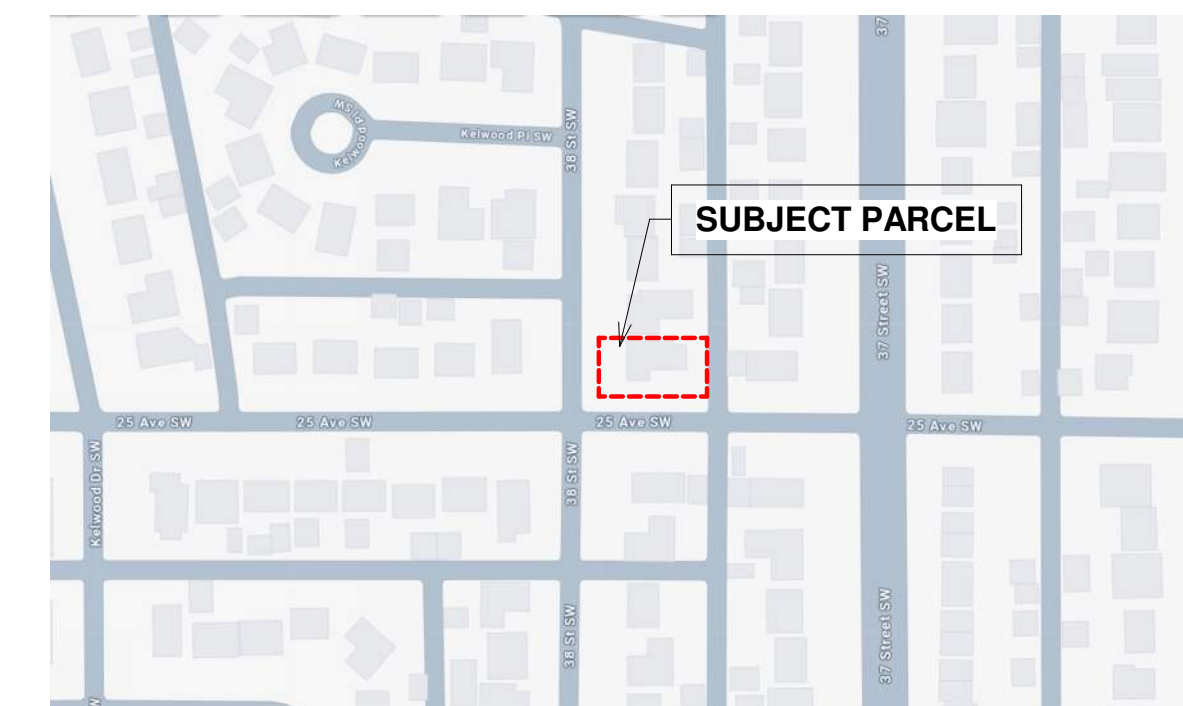 37
Kelwood Pl SW
Kelwood Pl SW
38 St SW
SUBJECT PARCEL
37 Street SW
25 Ave SW
25 Ave SW
25 Ave SW
25 Ave SW
Kelwood Dr SW
38 St SW
38 St SW
37 Street SW
W